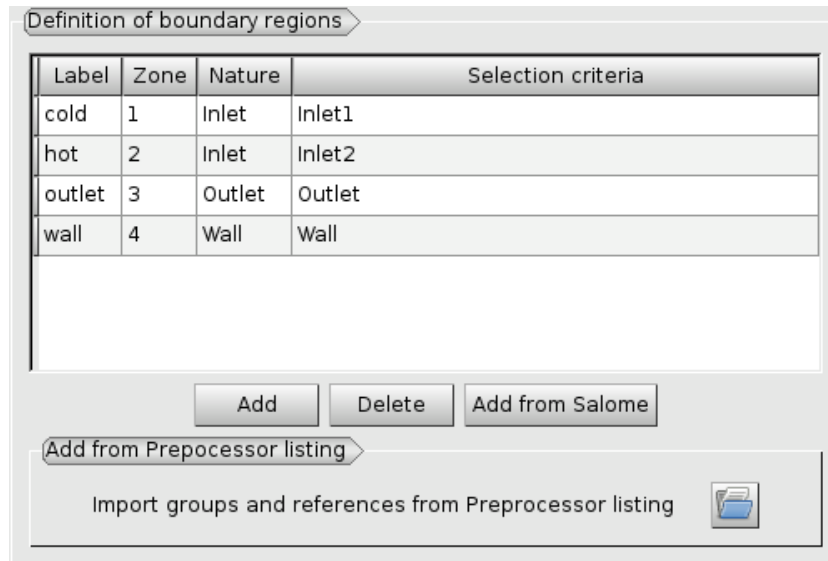 Definition of boundary regions
Label Zone Nature Selection criteria
cold 1 Inlet Inlet1
hot 2 Inlet Inlet2
outlet 3 Outlet Outlet
wall 4 Wall Wall
Add Delete Add from Salome
Add from Prepocessor listing
Import groups and references from Preprocessor listing